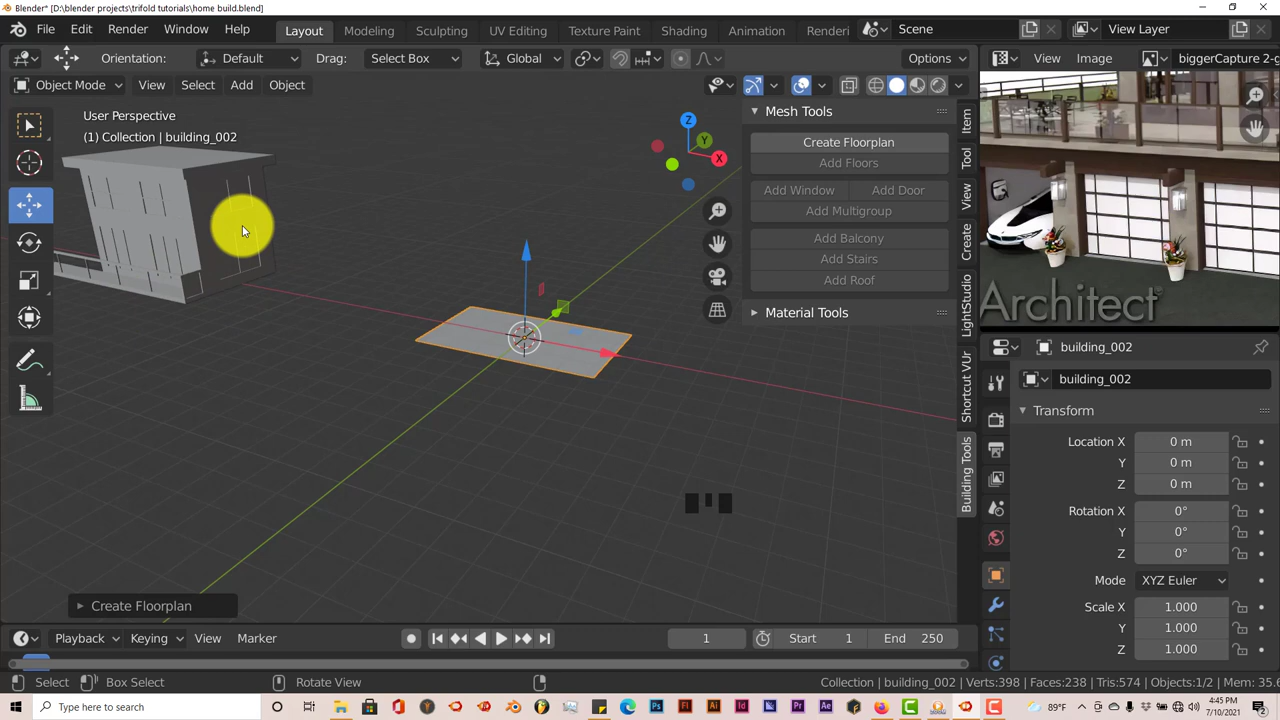 Blender* [D:\blender projects\trifold tutorials\home build.blend]
File Edit Render Window Help Layout Modeling Sculpting UV Editing Texture Paint Shading Animation Renderi Scene View Layer
Orientation: Default Drag: Select Box Global Options View Image biggerCapture 2-g
Object Mode View Select Add Object
User Perspective
(1) Collection | building_002
Mesh Tools
Create Floorplan
Add Floors
Add Window Add Door
Add Multigroup
Add Balcony
Add Stairs
Add Roof
Material Tools
Z
Y
X
Item
Tool
View
Create
LightStudio
Shortcut VUr
Building Tools
Architect
building_002
building_002
Transform
Location X 0 m
Y 0 m
Z 0 m
Rotation X 0°
Y 0°
Z 0°
Mode XYZ Euler
Scale X 1.000
Y 1.000
Z 1.000
Create Floorplan
Playback Keying View Marker 1 Start 1 End 250
Select Box Select Rotate View Collection | building_002 | Verts:398 | Faces:238 | Tris:574 | Objects:1/2 | Mem: 35.6
Type here to search 89°F 4:45 PM
7/10/2021